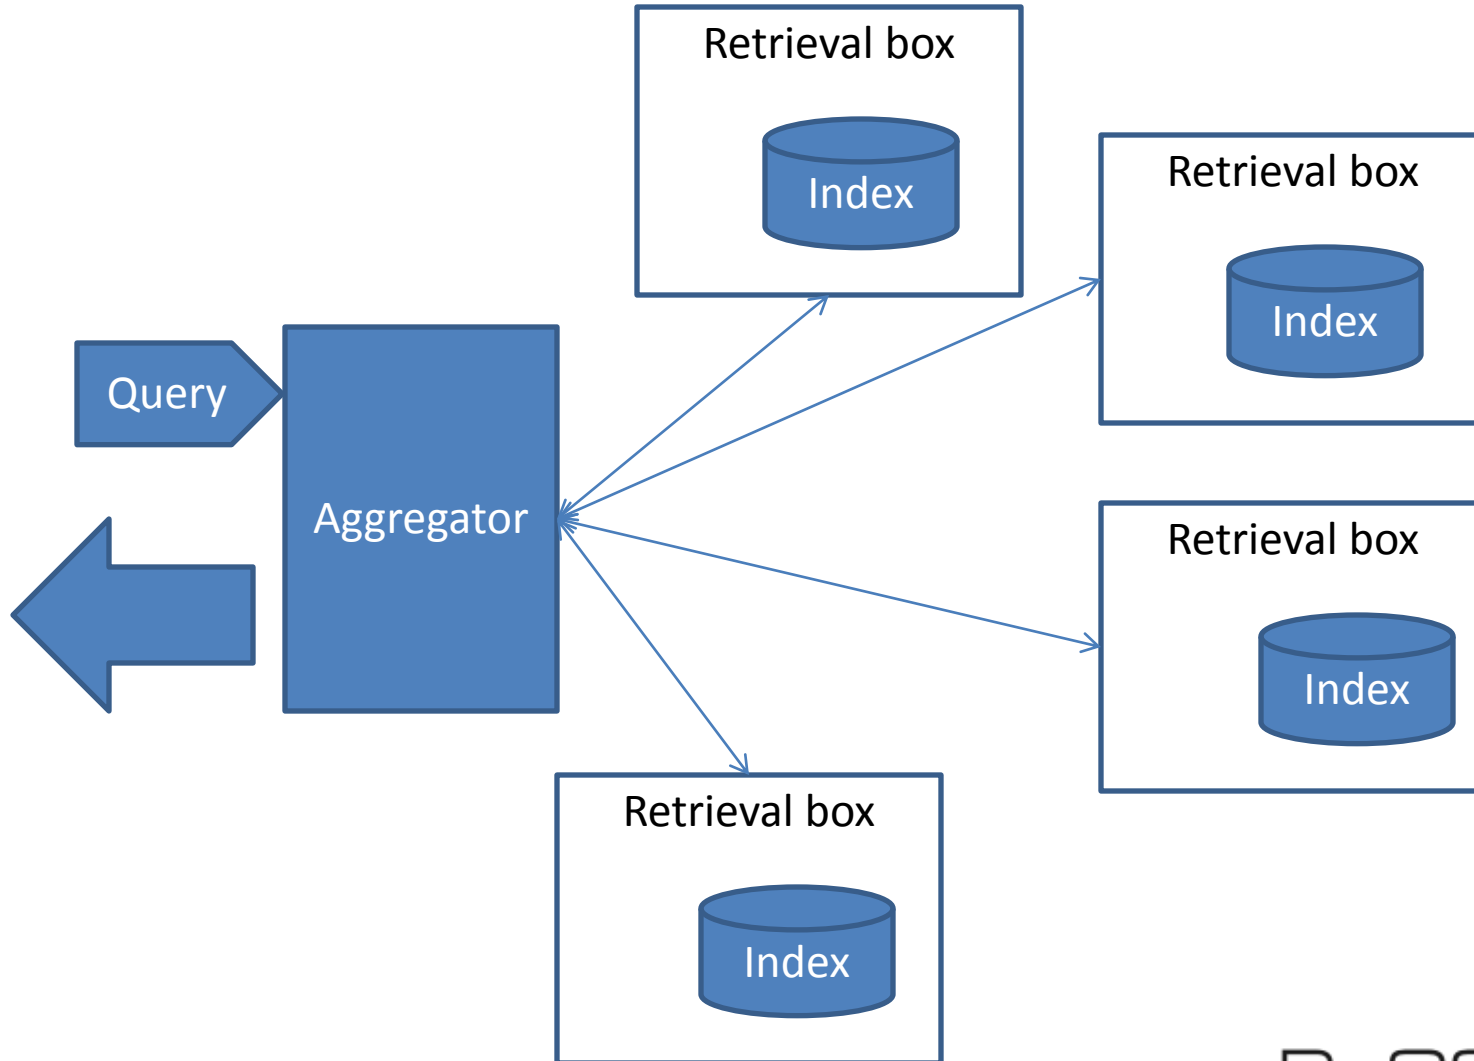 Retrieval box
Index
Retrieval box
Index
Query
Aggregator
Retrieval box
Index
Retrieval box
Index